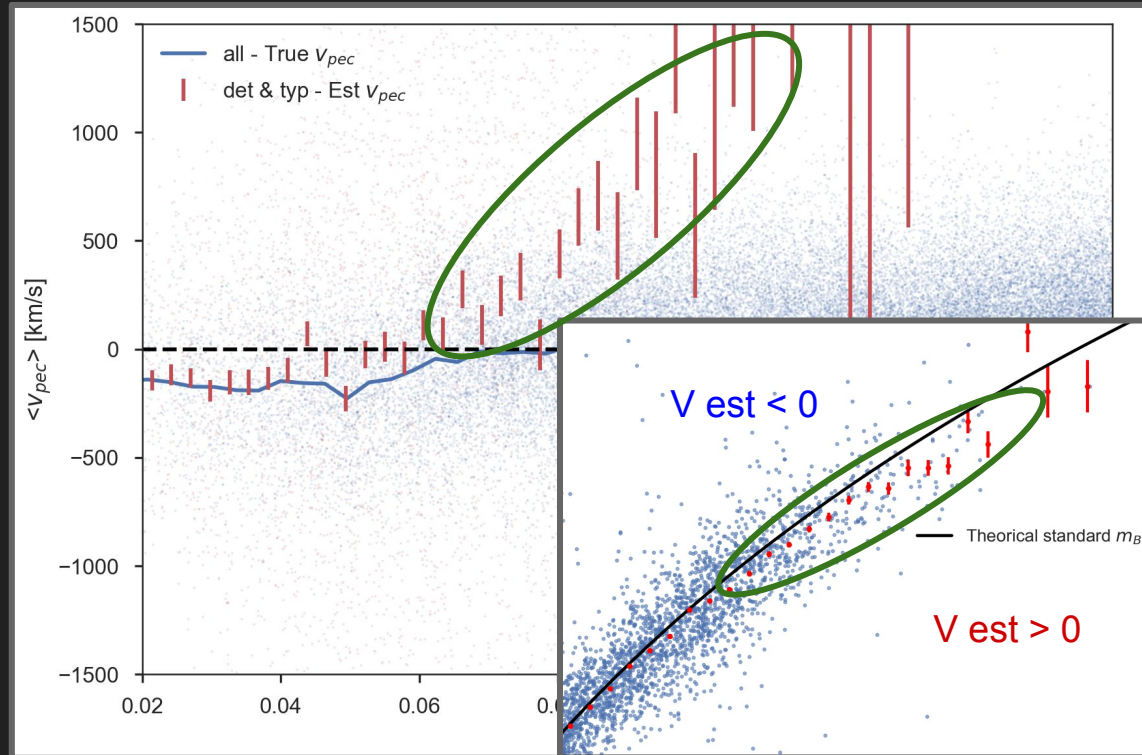 1500
all - True v_pec
det & typ - Est v_pec
1000
500
<v_pec> [km/s]
0
V est < 0
−500
Theorical standard m_B
−1000
V est > 0
−1500
0.02
0.04
0.06